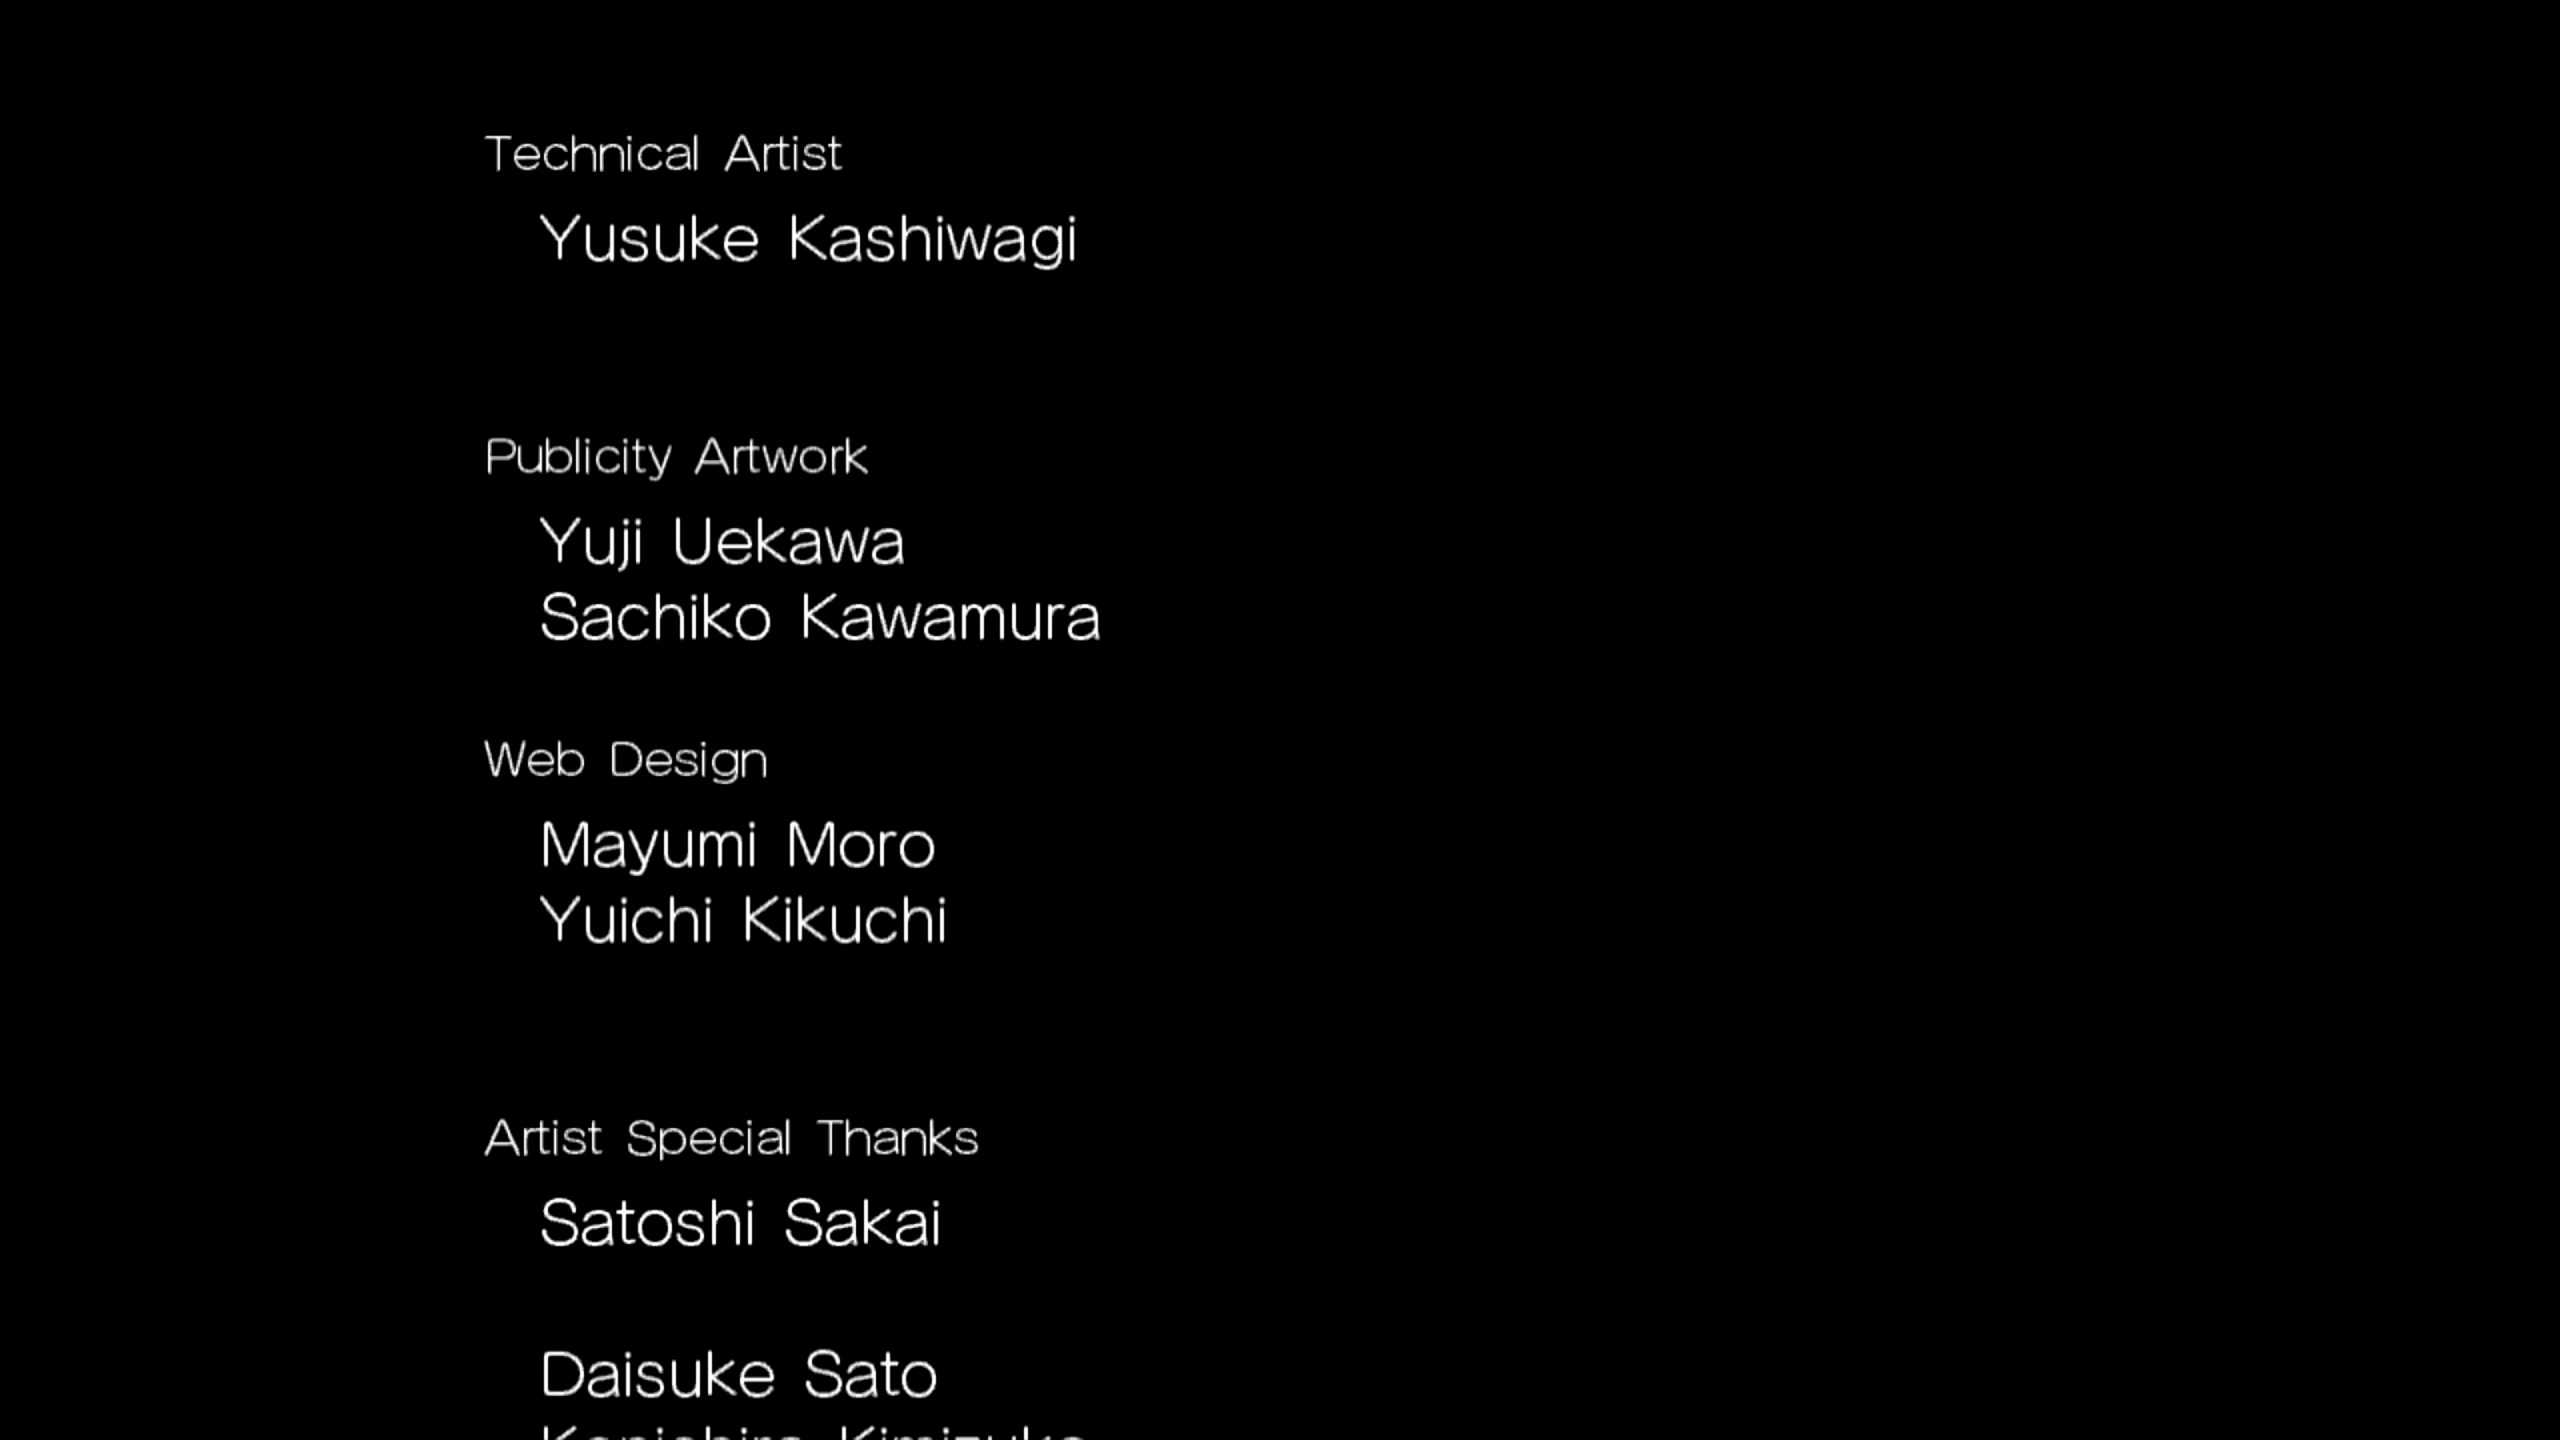 Technical Artist
Yusuke Kashiwagi
Publicity Artwork
Yuji Uekawa
Sachiko Kawamura
Web Design
Mayumi Moro
Yuichi Kikuchi
Artist Special Thanks
Satoshi Sakai
Daisuke Sato